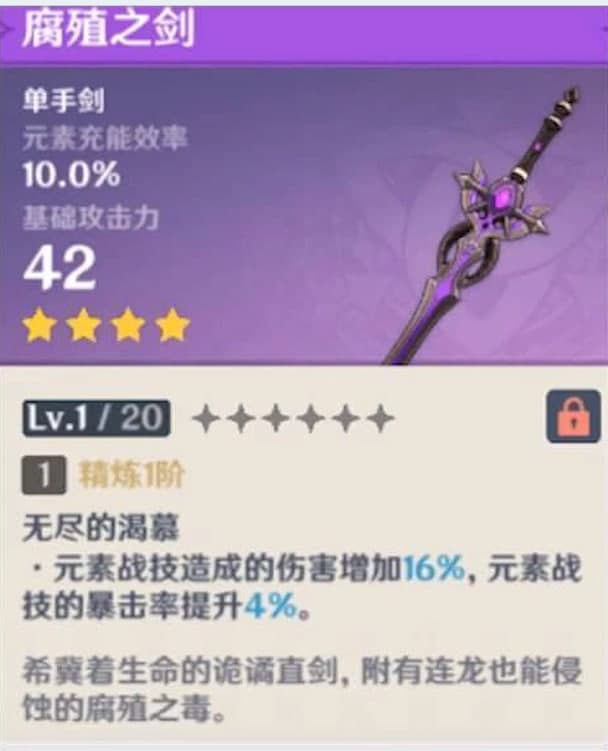 腐殖之剑
单手剑
元素充能效率
10.0%
基础攻击力
42
Lv.1 / 20
1 精炼1阶
无尽的渴慕
·元素战技造成的伤害增加16%，元素战
技的暴击率提升4%。
希冀着生命的诡谲直剑，附有连龙也能侵
蚀的腐殖之毒。